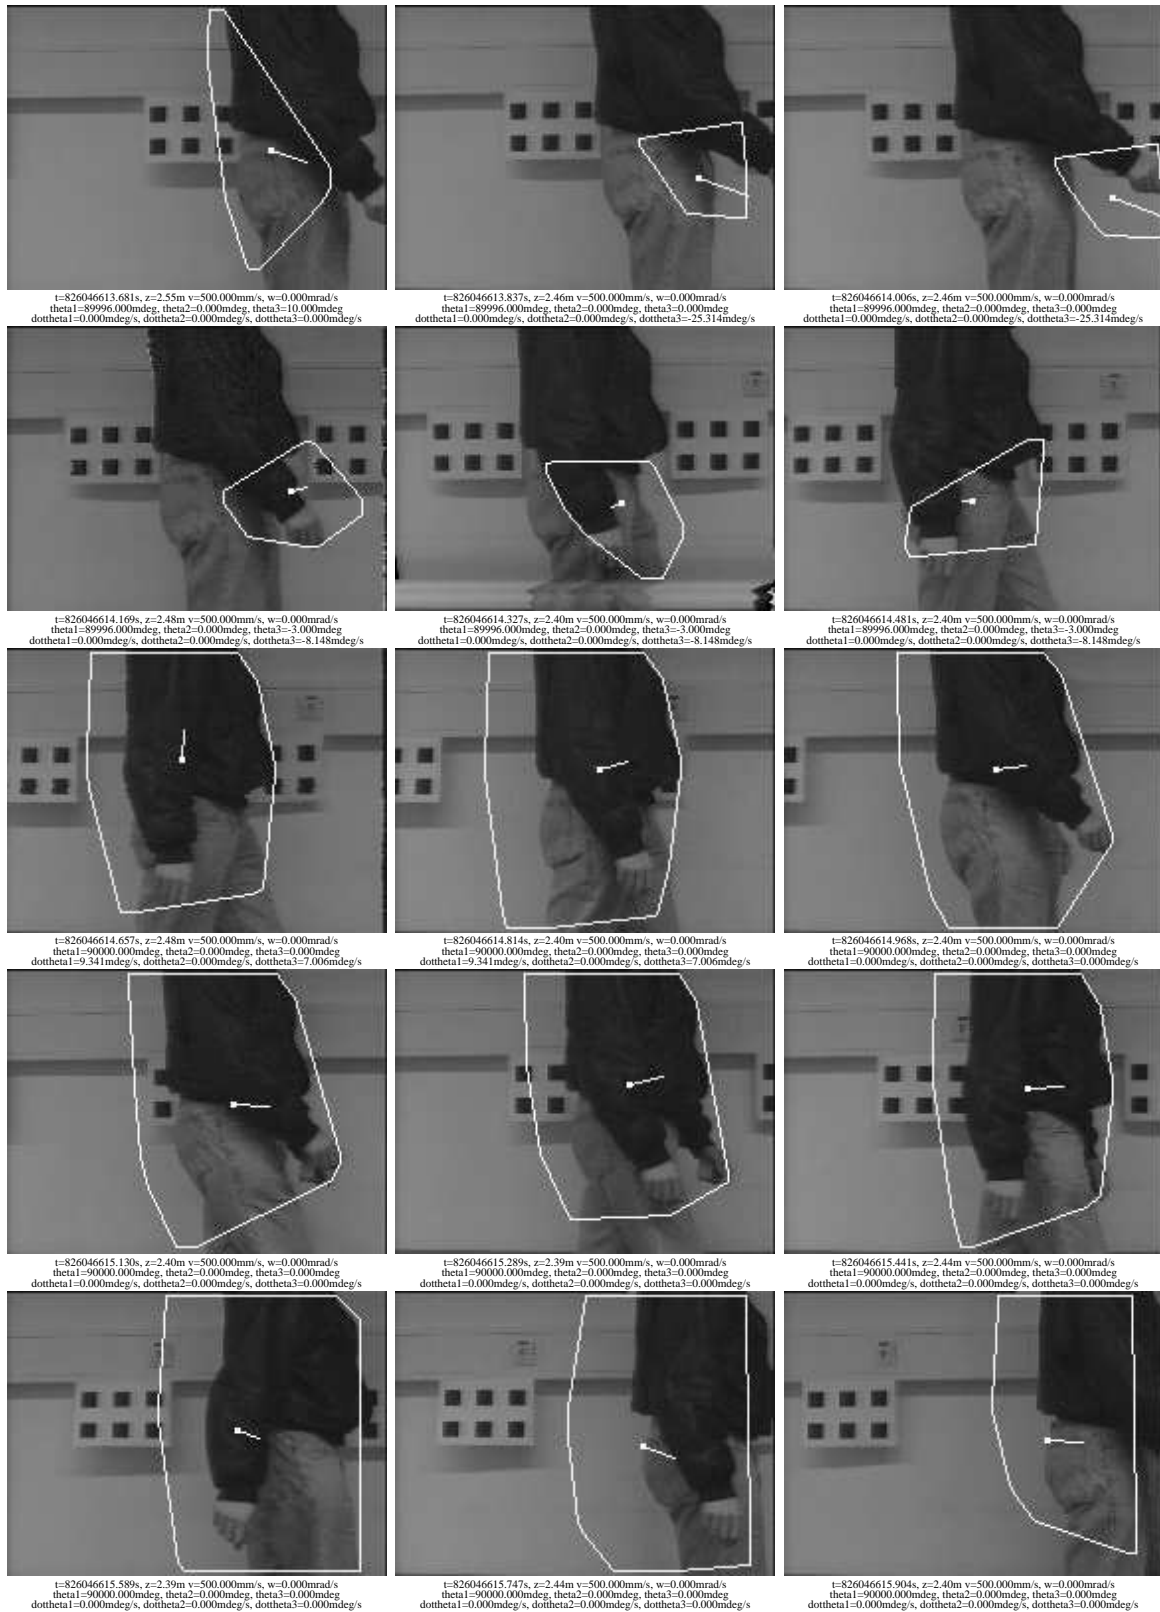 t=826046613.681s, z=2.55m v=500.000mm/s, w=0.000mrad/s
theta1=89996.000mdeg, theta2=0.000mdeg, theta3=10.000mdeg
dottheta1=0.000mdeg/s, dottheta2=0.000mdeg/s, dottheta3=0.000mdeg/s
t=826046613.837s, z=2.46m v=500.000mm/s, w=0.000mrad/s
theta1=89996.000mdeg, theta2=0.000mdeg, theta3=0.000mdeg
dottheta1=0.000mdeg/s, dottheta2=0.000mdeg/s, dottheta3=-25.314mdeg/s
t=826046614.006s, z=2.46m v=500.000mm/s, w=0.000mrad/s
theta1=89996.000mdeg, theta2=0.000mdeg, theta3=0.000mdeg
dottheta1=0.000mdeg/s, dottheta2=0.000mdeg/s, dottheta3=-25.314mdeg/s
t=826046614.169s, z=2.48m v=500.000mm/s, w=0.000mrad/s
theta1=89996.000mdeg, theta2=0.000mdeg, theta3=-3.000mdeg
dottheta1=0.000mdeg/s, dottheta2=0.000mdeg/s, dottheta3=-8.148mdeg/s
t=826046614.327s, z=2.40m v=500.000mm/s, w=0.000mrad/s
theta1=89996.000mdeg, theta2=0.000mdeg, theta3=-3.000mdeg
dottheta1=0.000mdeg/s, dottheta2=0.000mdeg/s, dottheta3=-8.148mdeg/s
t=826046614.481s, z=2.40m v=500.000mm/s, w=0.000mrad/s
theta1=89996.000mdeg, theta2=0.000mdeg, theta3=-3.000mdeg
dottheta1=0.000mdeg/s, dottheta2=0.000mdeg/s, dottheta3=-8.148mdeg/s
t=826046614.657s, z=2.48m v=500.000mm/s, w=0.000mrad/s
theta1=90000.000mdeg, theta2=0.000mdeg, theta3=0.000mdeg
dottheta1=9.341mdeg/s, dottheta2=0.000mdeg/s, dottheta3=7.006mdeg/s
t=826046614.814s, z=2.40m v=500.000mm/s, w=0.000mrad/s
theta1=90000.000mdeg, theta2=0.000mdeg, theta3=0.000mdeg
dottheta1=9.341mdeg/s, dottheta2=0.000mdeg/s, dottheta3=7.006mdeg/s
t=826046614.968s, z=2.40m v=500.000mm/s, w=0.000mrad/s
theta1=90000.000mdeg, theta2=0.000mdeg, theta3=0.000mdeg
dottheta1=0.000mdeg/s, dottheta2=0.000mdeg/s, dottheta3=0.000mdeg/s
t=826046615.130s, z=2.40m v=500.000mm/s, w=0.000mrad/s
theta1=90000.000mdeg, theta2=0.000mdeg, theta3=0.000mdeg
dottheta1=0.000mdeg/s, dottheta2=0.000mdeg/s, dottheta3=0.000mdeg/s
t=826046615.289s, z=2.39m v=500.000mm/s, w=0.000mrad/s
theta1=90000.000mdeg, theta2=0.000mdeg, theta3=0.000mdeg
dottheta1=0.000mdeg/s, dottheta2=0.000mdeg/s, dottheta3=0.000mdeg/s
t=826046615.441s, z=2.44m v=500.000mm/s, w=0.000mrad/s
theta1=90000.000mdeg, theta2=0.000mdeg, theta3=0.000mdeg
dottheta1=0.000mdeg/s, dottheta2=0.000mdeg/s, dottheta3=0.000mdeg/s
t=826046615.589s, z=2.39m v=500.000mm/s, w=0.000mrad/s
theta1=90000.000mdeg, theta2=0.000mdeg, theta3=0.000mdeg
dottheta1=0.000mdeg/s, dottheta2=0.000mdeg/s, dottheta3=0.000mdeg/s
t=826046615.747s, z=2.44m v=500.000mm/s, w=0.000mrad/s
theta1=90000.000mdeg, theta2=0.000mdeg, theta3=0.000mdeg
dottheta1=0.000mdeg/s, dottheta2=0.000mdeg/s, dottheta3=0.000mdeg/s
t=826046615.904s, z=2.40m v=500.000mm/s, w=0.000mrad/s
theta1=90000.000mdeg, theta2=0.000mdeg, theta3=0.000mdeg
dottheta1=0.000mdeg/s, dottheta2=0.000mdeg/s, dottheta3=0.000mdeg/s